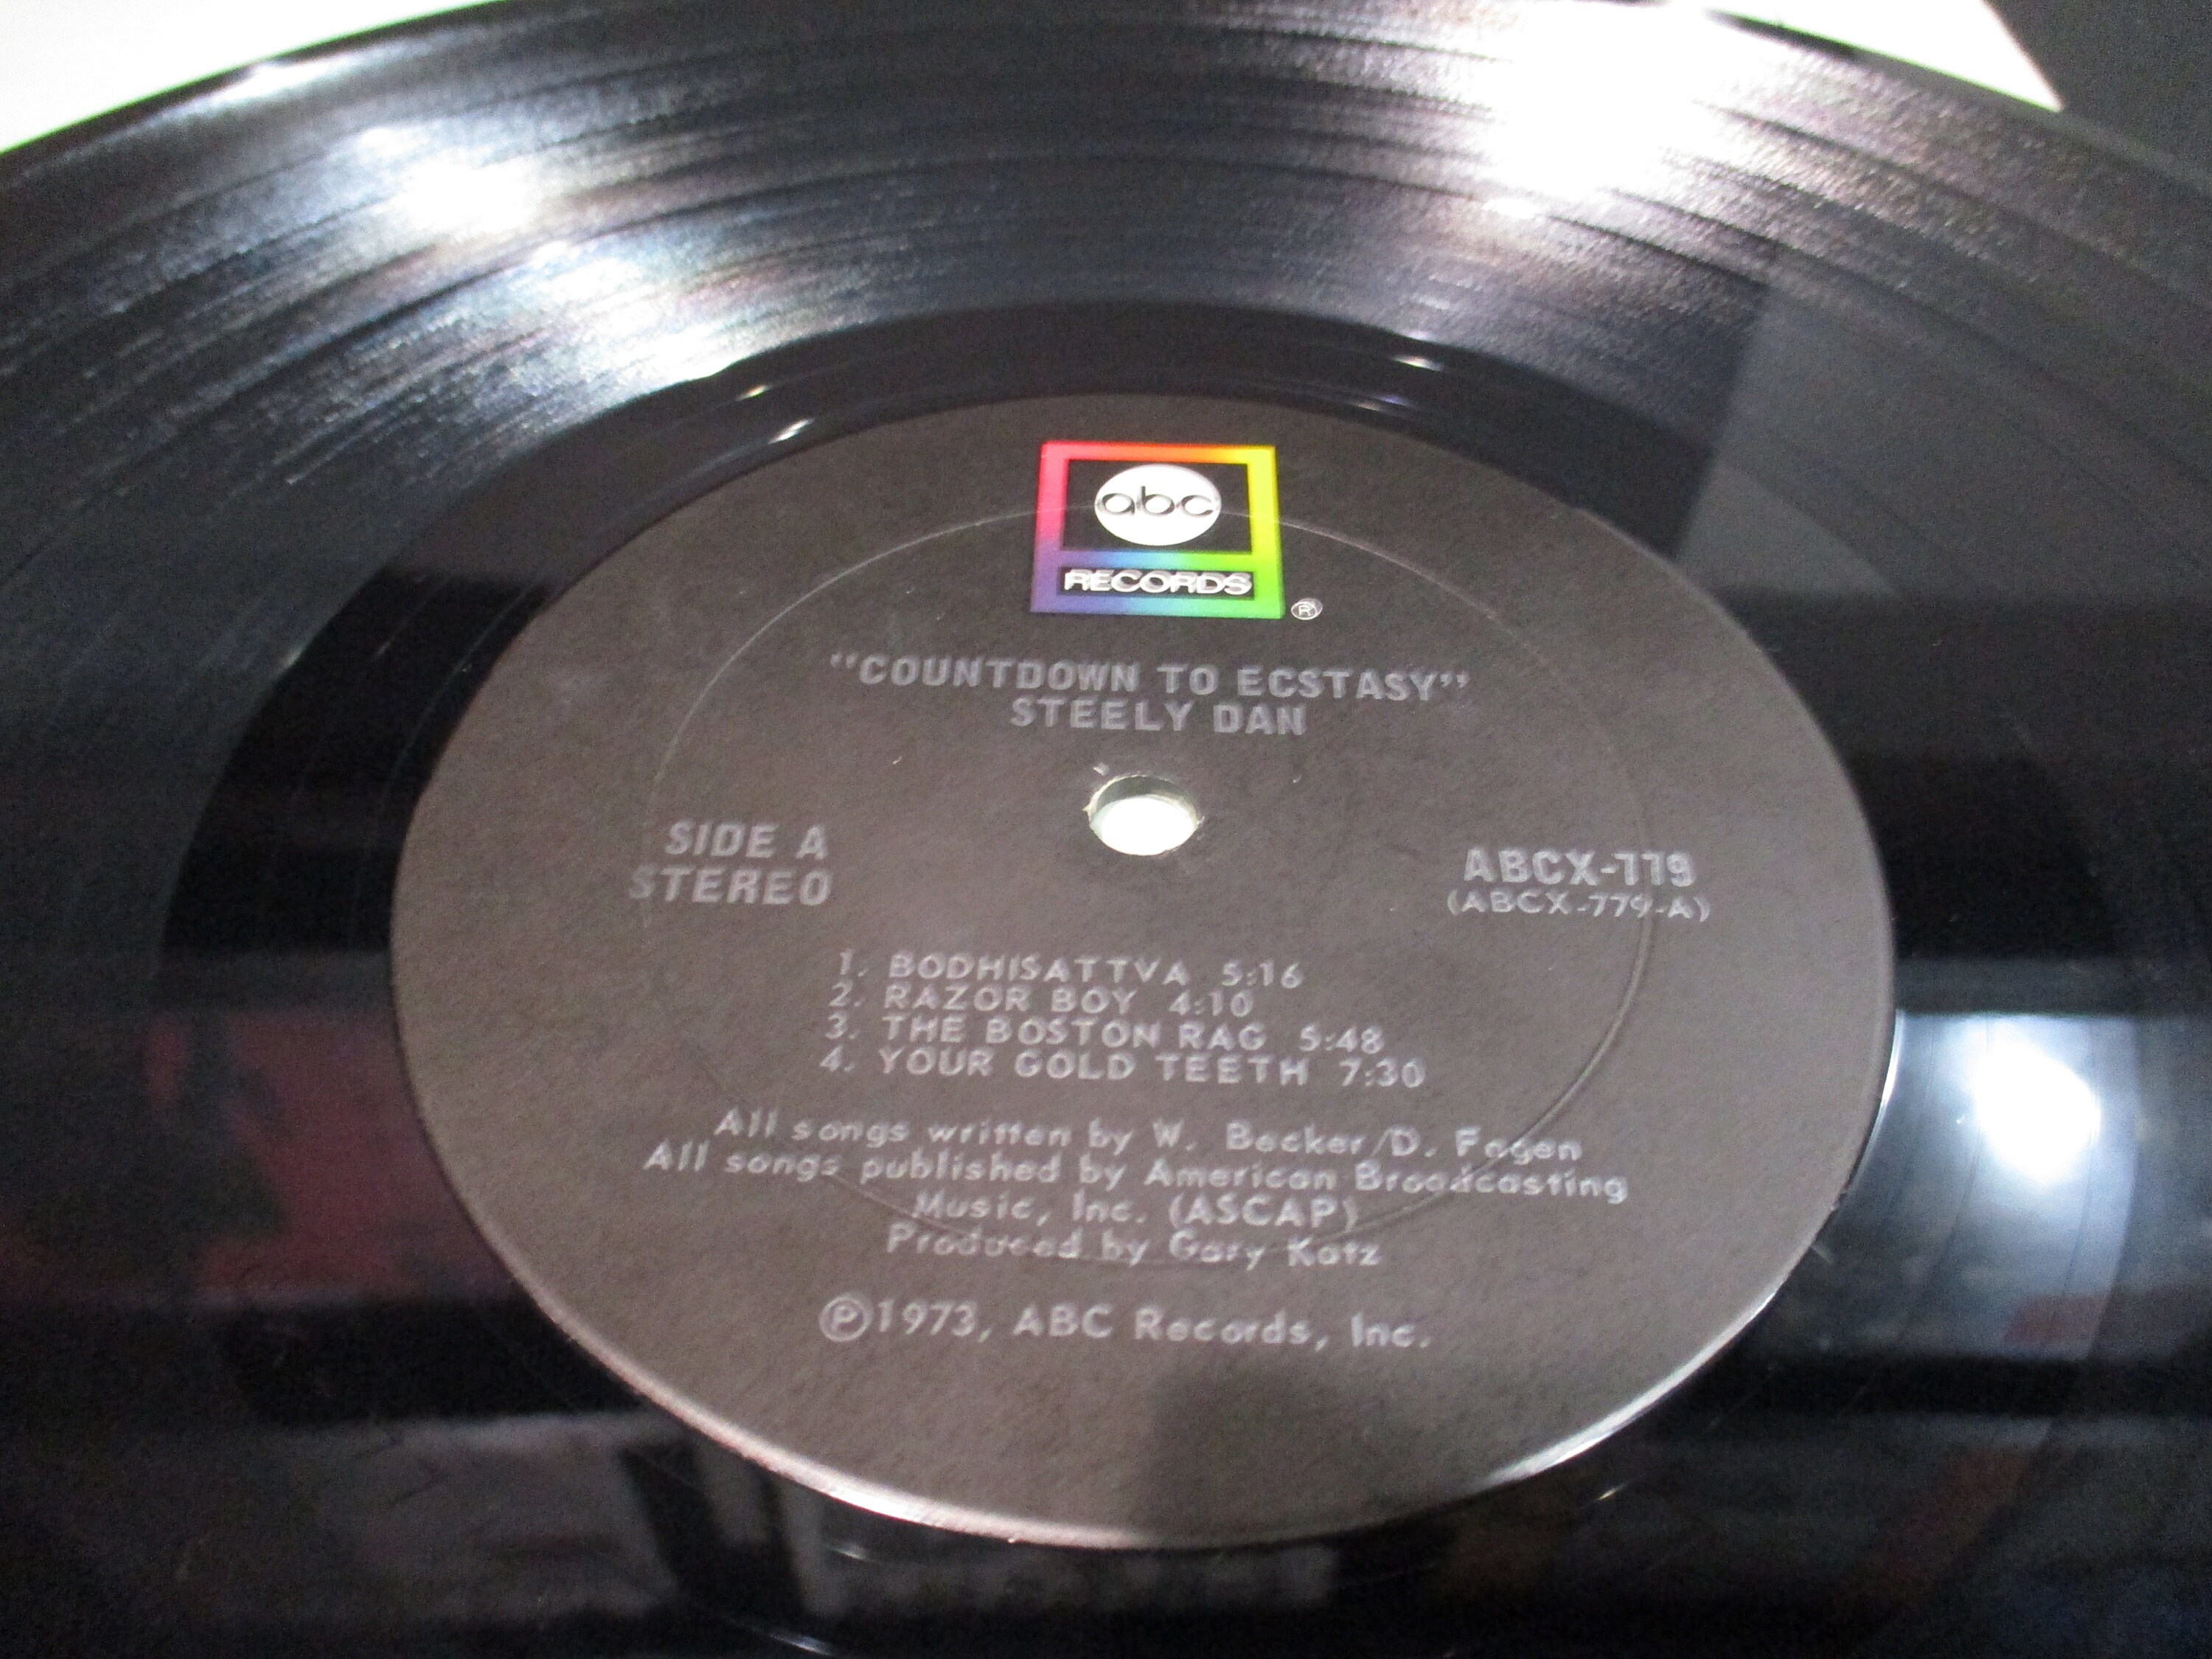 abc
RECORDS
®
"COUNTDOWN TO ECSTASY"
STEELY DAN
SIDE A
STEREO
ABCX-779
(ABCX-779-A)
1. BODHISATTVA 5:16
2. RAZOR BOY 4:10
3. THE BOSTON RAG 5:48
4. YOUR GOLD TEETH 7:30
All songs written by W. Becker/D. Fagen
All songs published by American Broadcasting
Music, Inc. (ASCAP)
Produced by Gary Katz
℗1973, ABC Records, Inc.